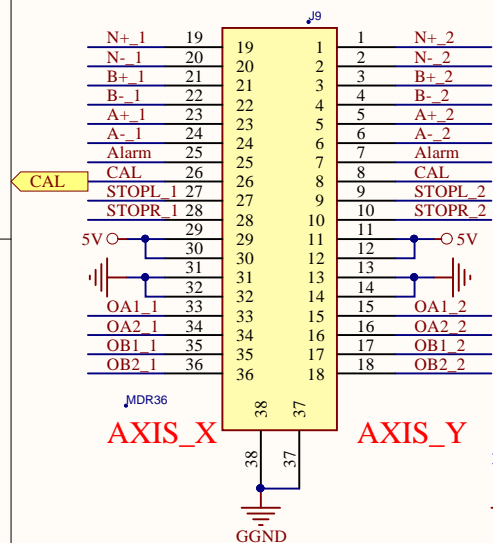 J9
N+_1 19 19 1 1 N+_2
N-_1 20 20 2 2 N-_2
B+_1 21 21 3 3 B+_2
B-_1 22 22 4 4 B-_2
A+_1 23 23 5 5 A+_2
A-_1 24 24 6 6 A-_2
Alarm 25 25 7 7 Alarm
CAL CAL 26 26 8 8 CAL
STOPL_1 27 27 9 9 STOPL_2
STOPR_1 28 28 10 10 STOPR_2
5V 29 29 11 11 5V
30 30 12 12
31 31 13 13
32 32 14 14
OA1_1 33 33 15 15 OA1_2
OA2_1 34 34 16 16 OA2_2
OB1_1 35 35 17 17 OB1_2
OB2_1 36 36 18 18 OB2_2
MDR36
38 37
AXIS_X AXIS_Y
38 37
GGND